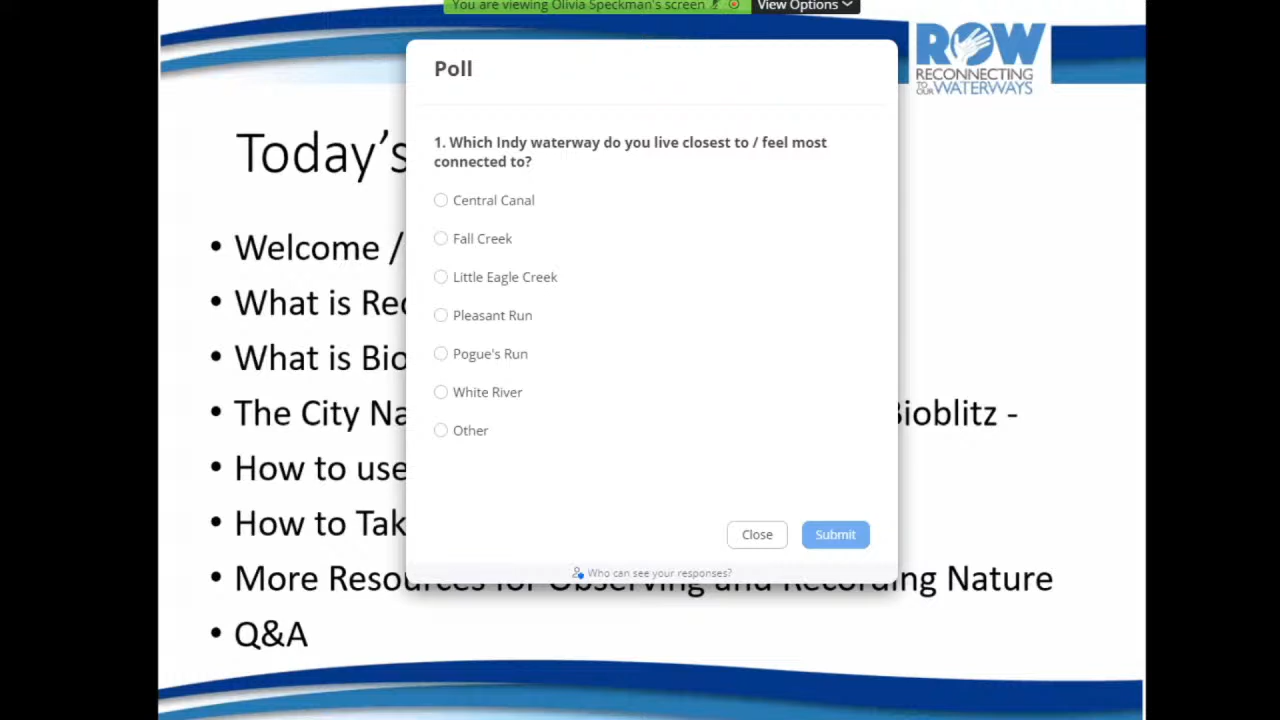 You are viewing Olivia Speckman's screen
View Options
ROW
RECONNECTING
TO OUR WATERWAYS
Poll
1. Which Indy waterway do you live closest to / feel most
connected to?
Central Canal
Fall Creek
Little Eagle Creek
Pleasant Run
Pogue's Run
White River
Other
Close
Submit
Who can see your responses?
Today's
• Welcome /
• What is Rec
• What is Bio
• The City Na Bioblitz -
• How to use
• How to Tak
• More Resources for Observing and Recording Nature
• Q&A